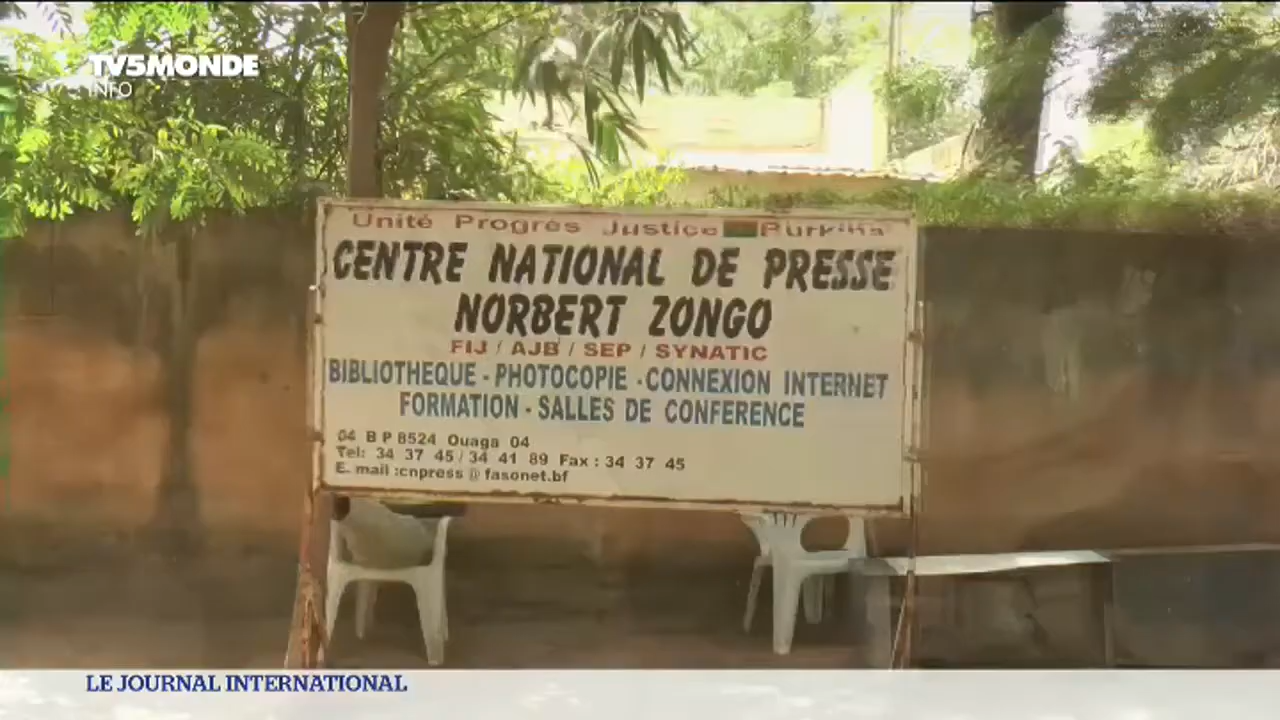 TV5MONDE
INFO
Unité Progrès Justice Burkina
CENTRE NATIONAL DE PRESSE
NORBERT ZONGO
FIJ / AJB / SEP / SYNATIC
BIBLIOTHEQUE - PHOTOCOPIE - CONNEXION INTERNET
FORMATION - SALLES DE CONFERENCE
04 B P 8524 Ouaga 04
Tel: 34 37 45 / 34 41 89 Fax : 34 37 45
E. mail :cnpress @ fasonet.bf
LE JOURNAL INTERNATIONAL